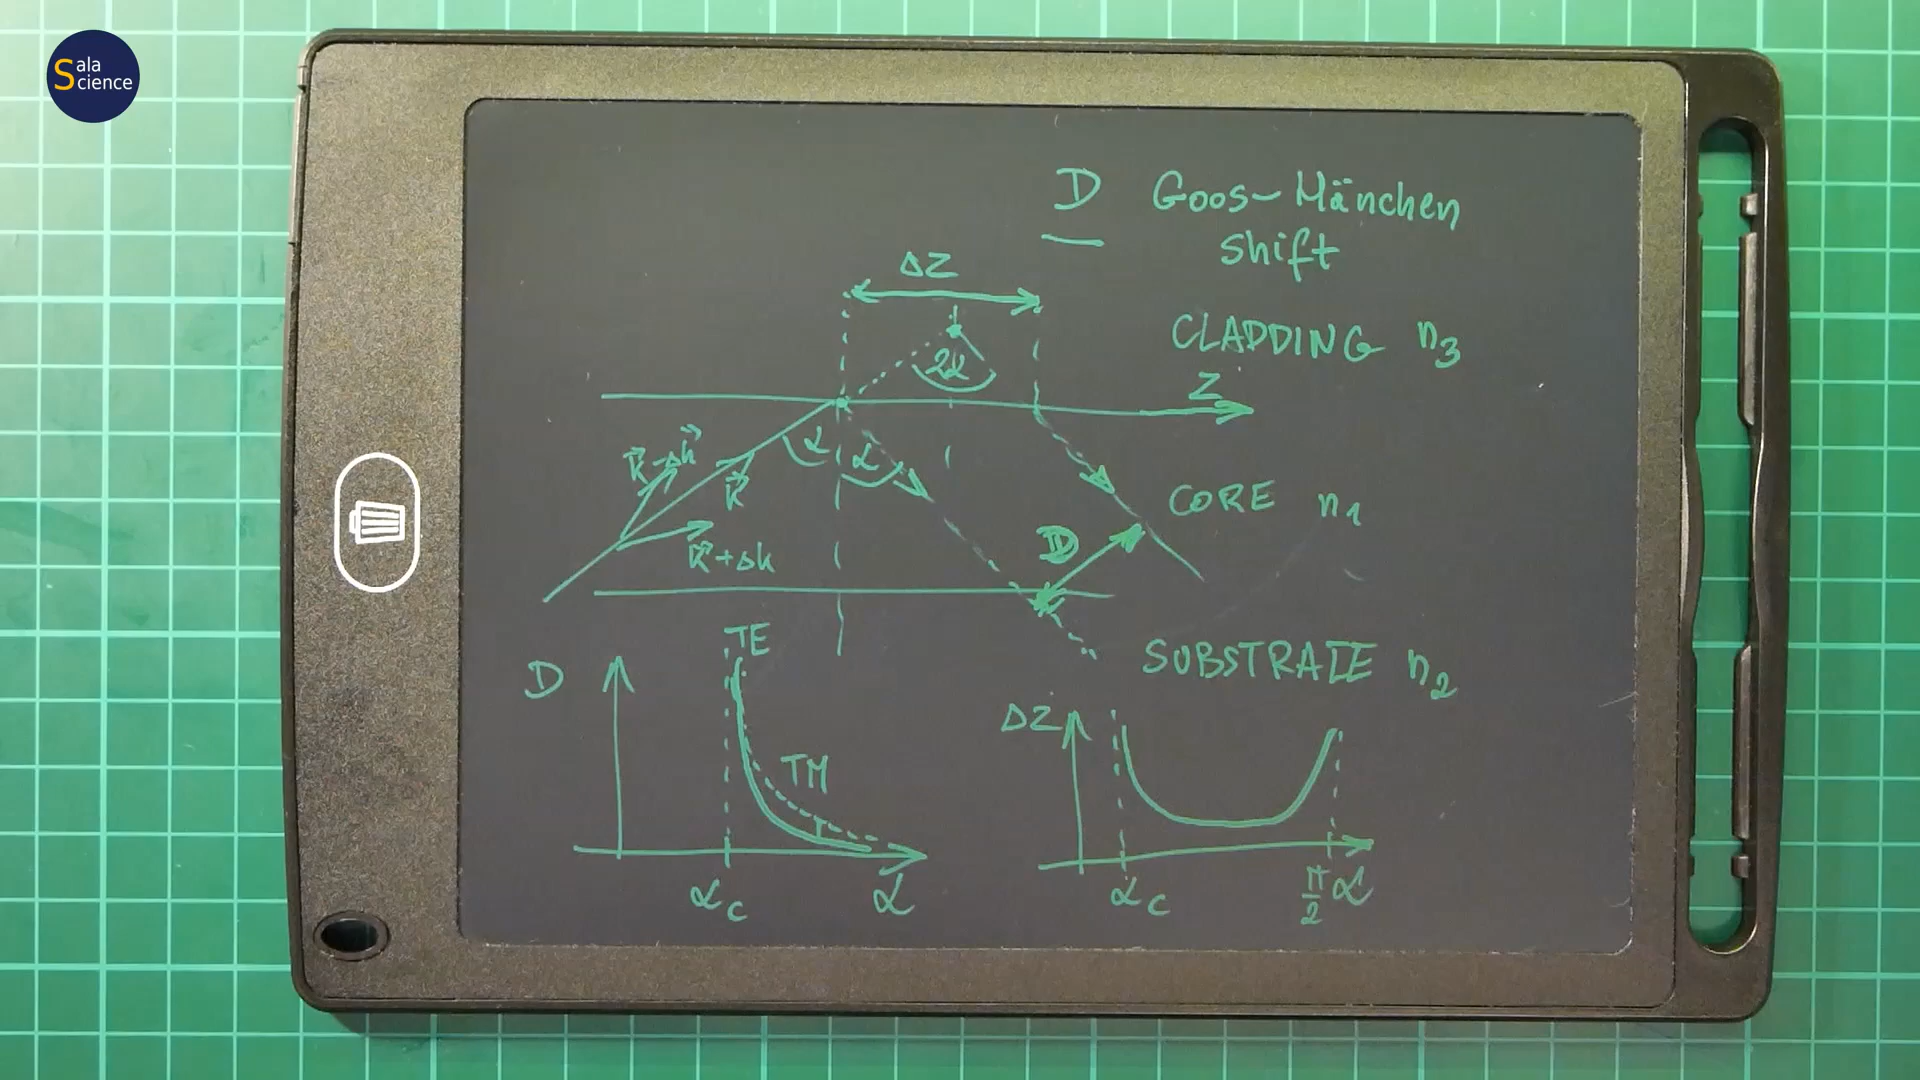 Sala
Science
D Goos-Mänchen
Shift
ΔZ
CLADDING n3
2α
Z
α α
k-Δk
k
CORE n1
D
k+Δk
SUBSTRATE n2
D
TE
TM
αc α
ΔZ
αc π/2 α